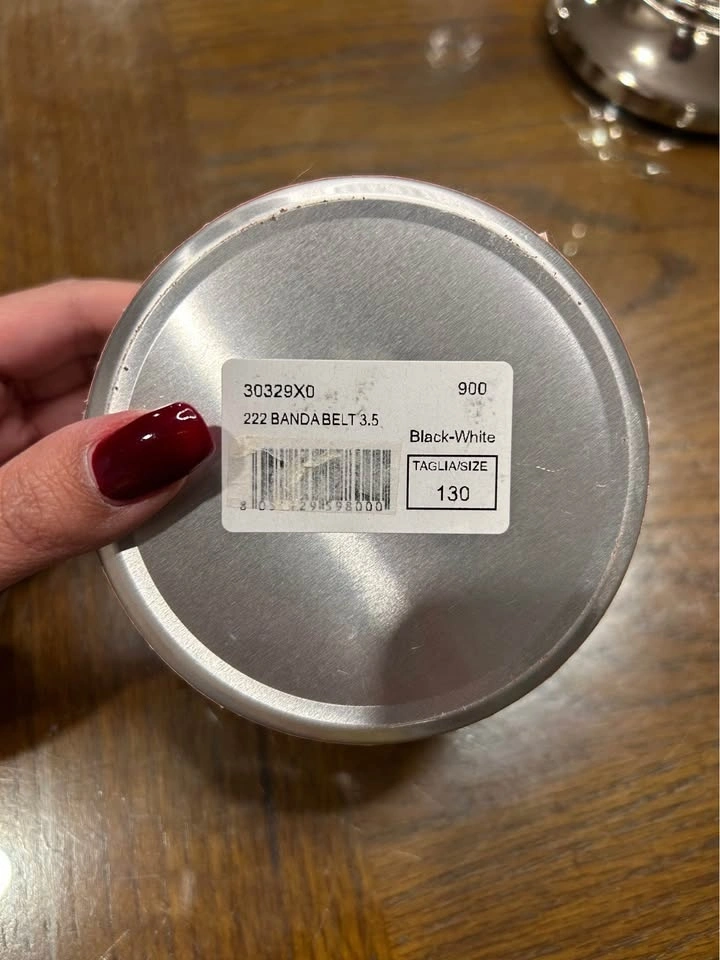 30329X0 900
222 BANDA BELT 3.5
Black-White
TAGLIA/SIZE
130